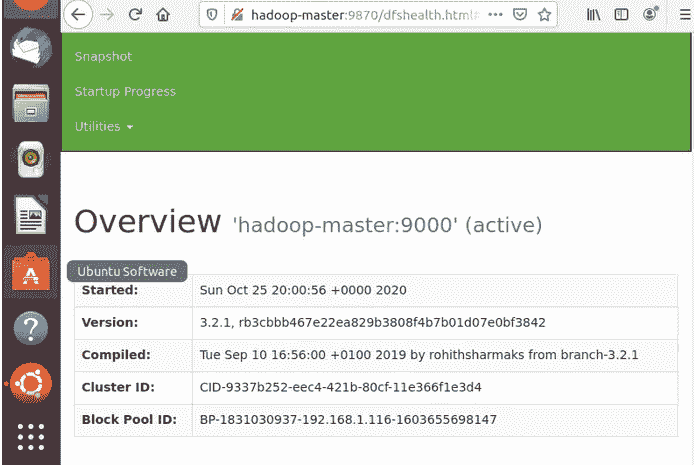 hadoop-master:9870/dfshealth.html#
Snapshot
Startup Progress
Utilities
Overview 'hadoop-master:9000' (active)
Ubuntu Software
Started: Sun Oct 25 20:00:56 +0000 2020
Version: 3.2.1, rb3cbbb467e22ea829b3808f4b7b01d07e0bf3842
Compiled: Tue Sep 10 16:56:00 +0100 2019 by rohithsharmaks from branch-3.2.1
Cluster ID: CID-9337b252-eec4-421b-80cf-11e366f1e3d4
Block Pool ID: BP-1831030937-192.168.1.116-1603655698147